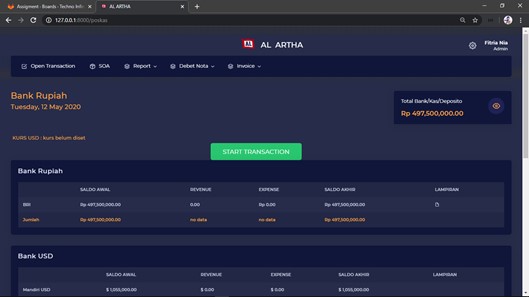 Assigment - Boards - Techno Infi
AL ARTHA
127.0.0.1:8000/poskas
AL ARTHA
Fitria Nia
Admin
Open Transaction
SOA
Report
Debet Nota
Invoice
Bank Rupiah
Tuesday, 12 May 2020
Total Bank/Kas/Deposito
Rp 497,500,000.00
KURS USD : kurs belum diset
START TRANSACTION
Bank Rupiah
SALDO AWAL REVENUE EXPENSE SALDO AKHIR LAMPIRAN
BRI Rp 497,500,000.00 0.00 Rp 0.00 Rp 497,500,000.00
Jumlah Rp 497,500,000.00 no data no data Rp 497,500,000.00
Bank USD
SALDO AWAL REVENUE EXPENSE SALDO AKHIR LAMPIRAN
Mandiri USD $ 1,055,000.00 $ 0.00 $ 0.00 $ 1,055,000.00